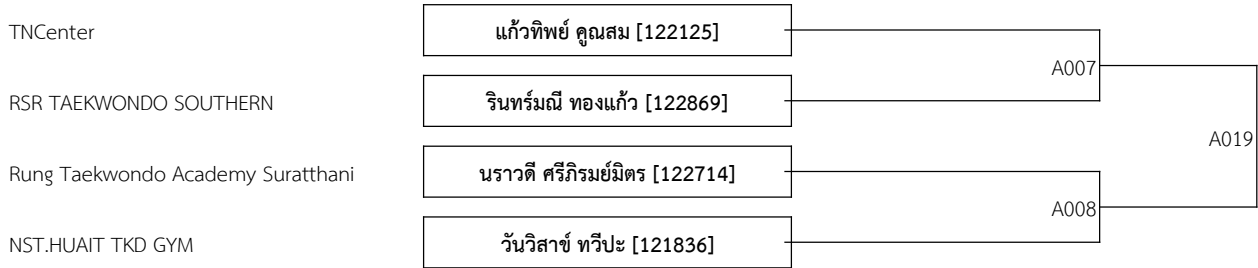 TNCenter แก้วทิพย์ คูณสม [122125]
A007
RSR TAEKWONDO SOUTHERN รินทร์มณี ทองแก้ว [122869]
A019
Rung Taekwondo Academy Suratthani นราวดี ศรีภิรมย์มิตร [122714]
A008
NST.HUAIT TKD GYM วันวิสาข์ ทวีปะ [121836]